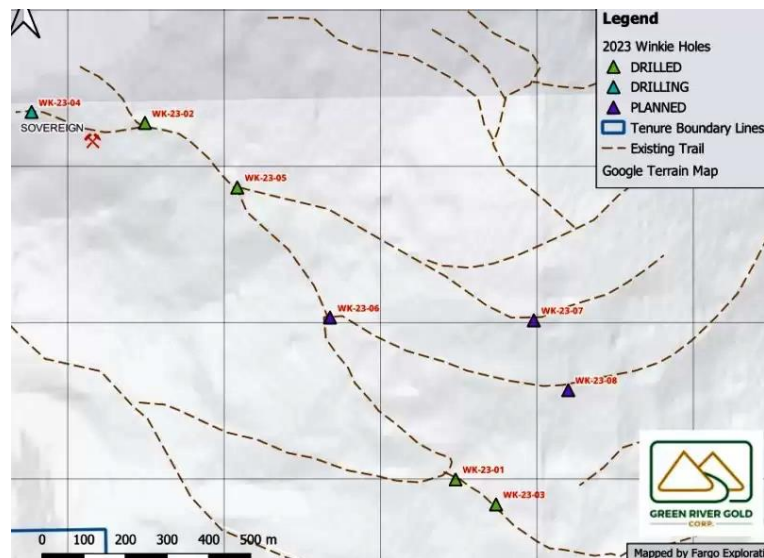 Legend
2023 Winkie Holes
DRILLED
DRILLING
PLANNED
Tenure Boundary Lines
Existing Trail
Google Terrain Map
WK-23-04
SOVEREIGN
WK-23-02
WK-23-05
WK-23-06
WK-23-07
WK-23-08
WK-23-01
WK-23-03
0 100 200 300 400 500 m
GREEN RIVER GOLD
CORP.
Mapped by Fargo Explorati